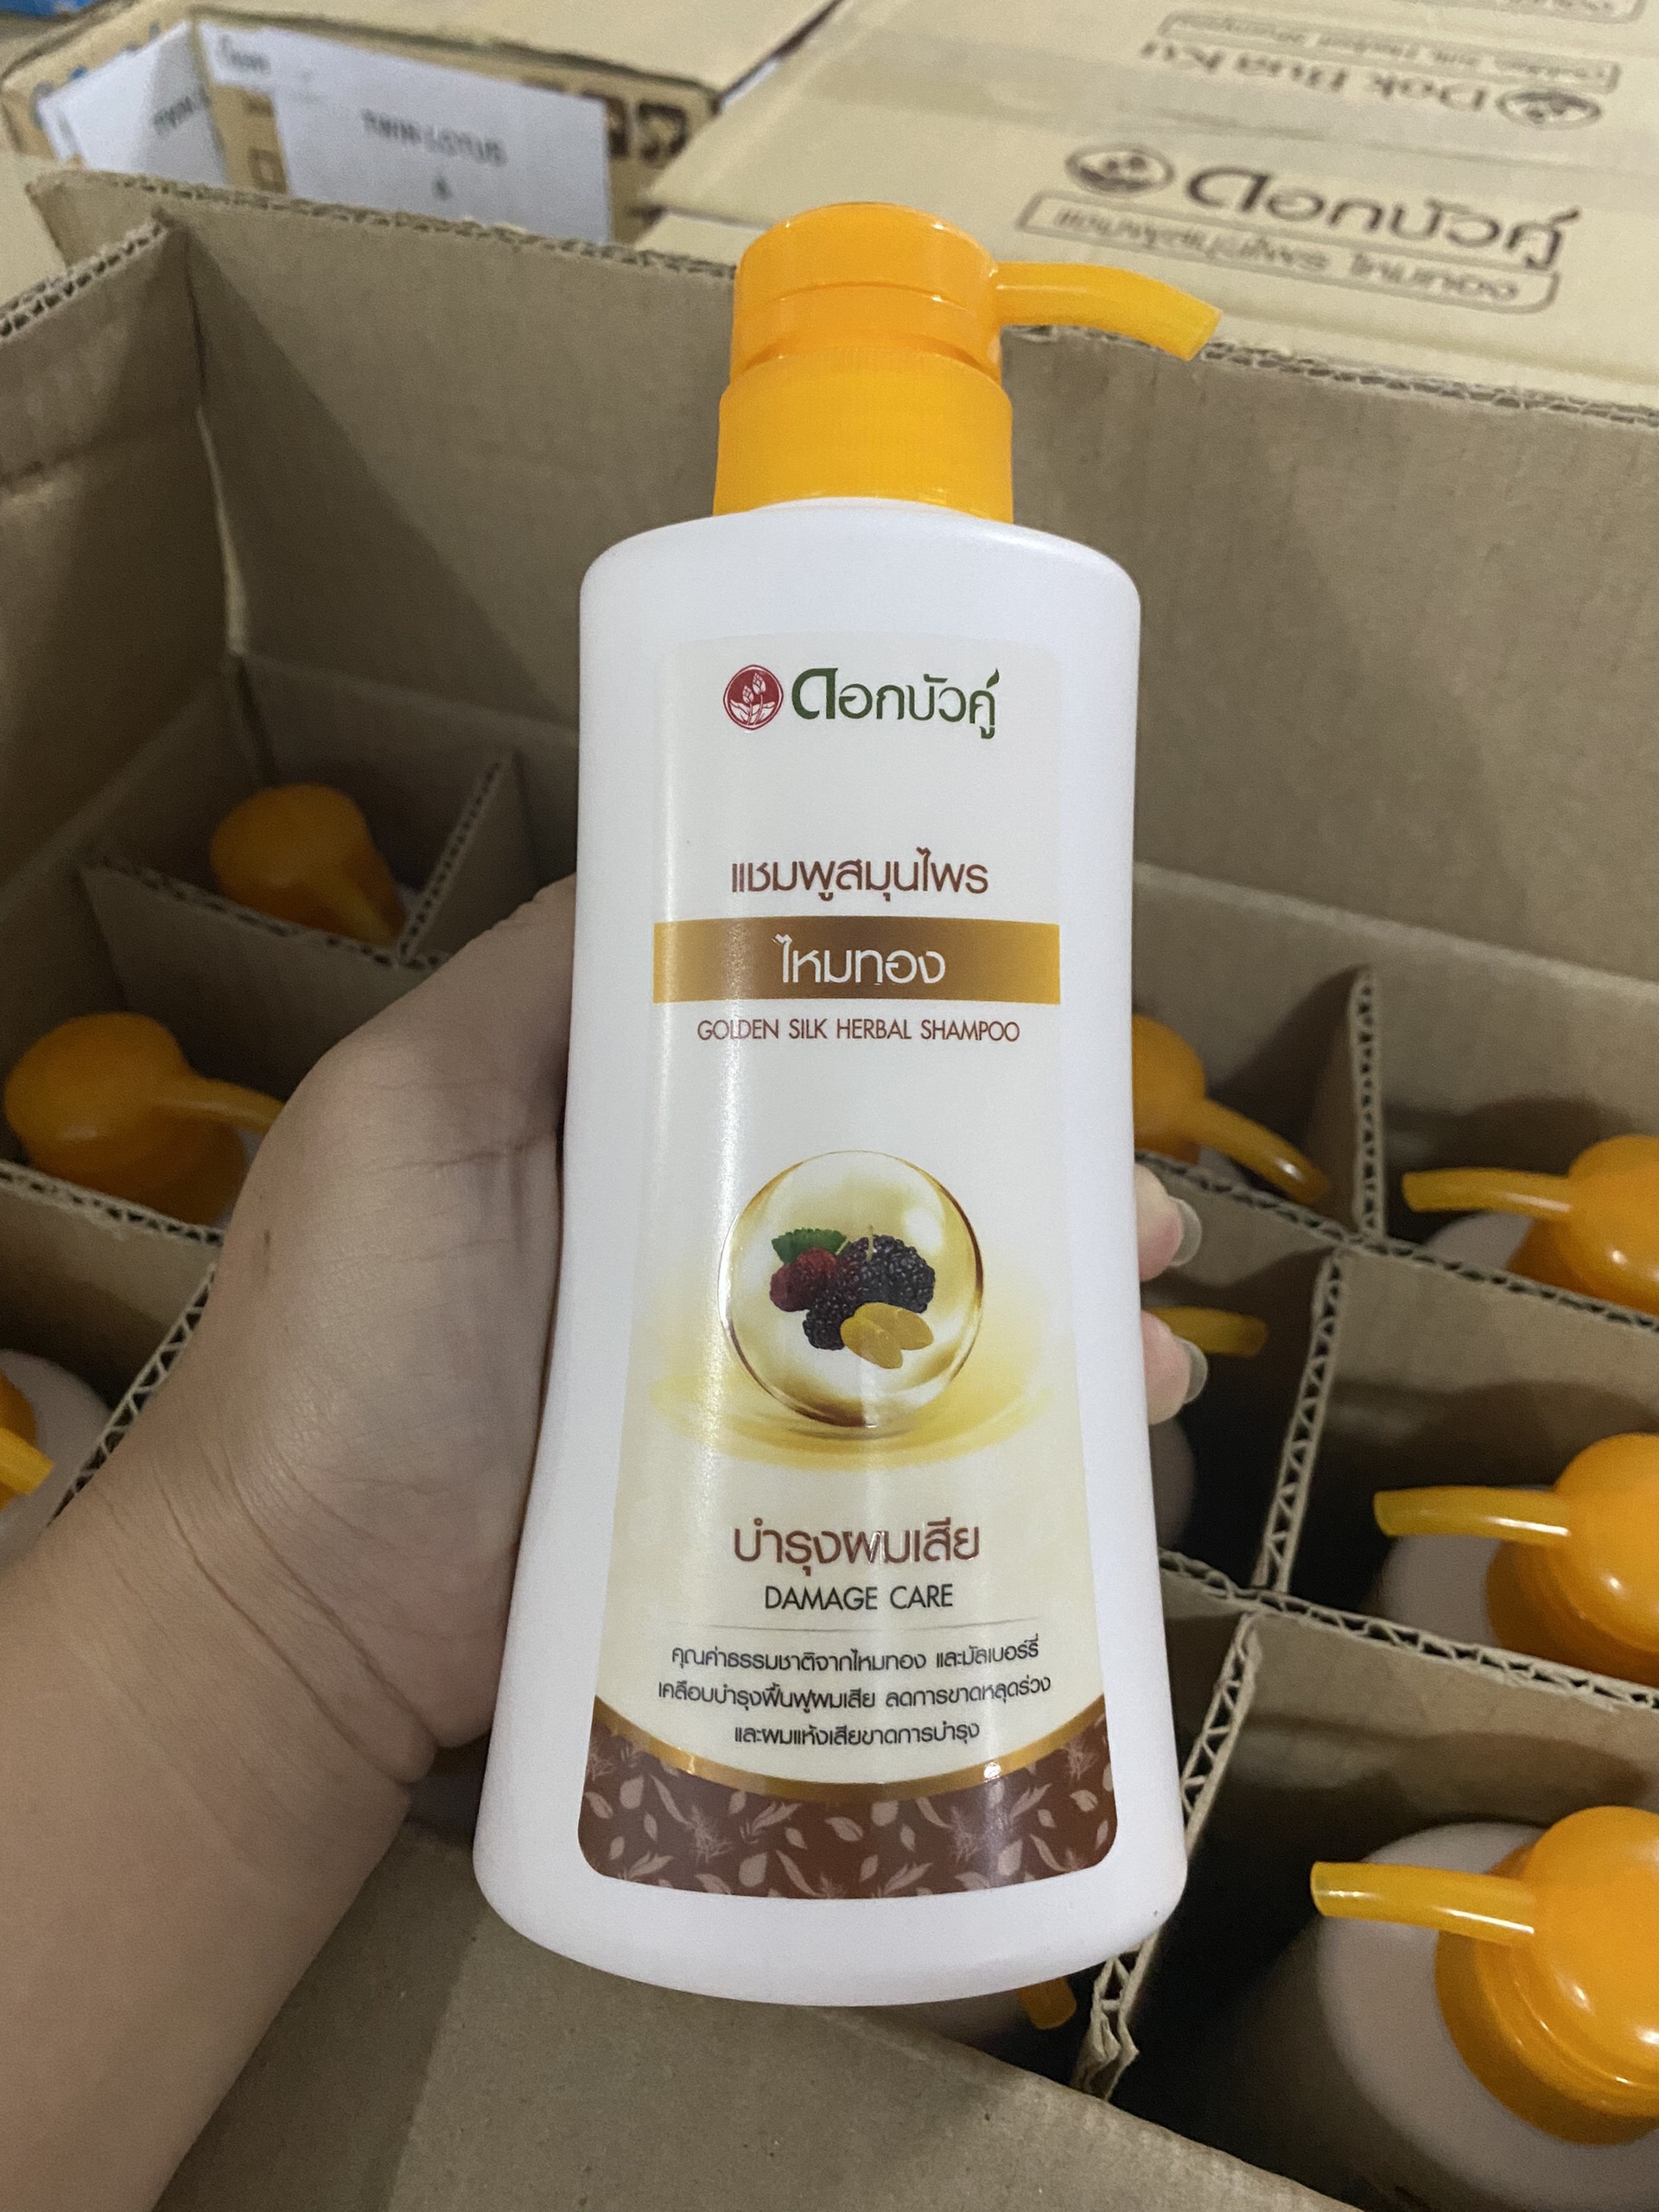 TWIN LOTUS
Dok Bua Ku
ดอกบัวคู่
แชมพูสมุนไพร ไหมทอง
ดอกบัวคู่
แชมพูสมุนไพร
ไหมทอง
GOLDEN SILK HERBAL SHAMPOO
บำรุงผมเสีย
DAMAGE CARE
คุณค่าธรรมชาติจากไหมทอง และมัลเบอร์รี่
เคลือบบำรุงฟื้นฟูผมเสีย ลดการขาดหลุดร่วง
และผมแห้งเสียขาดการบำรุง